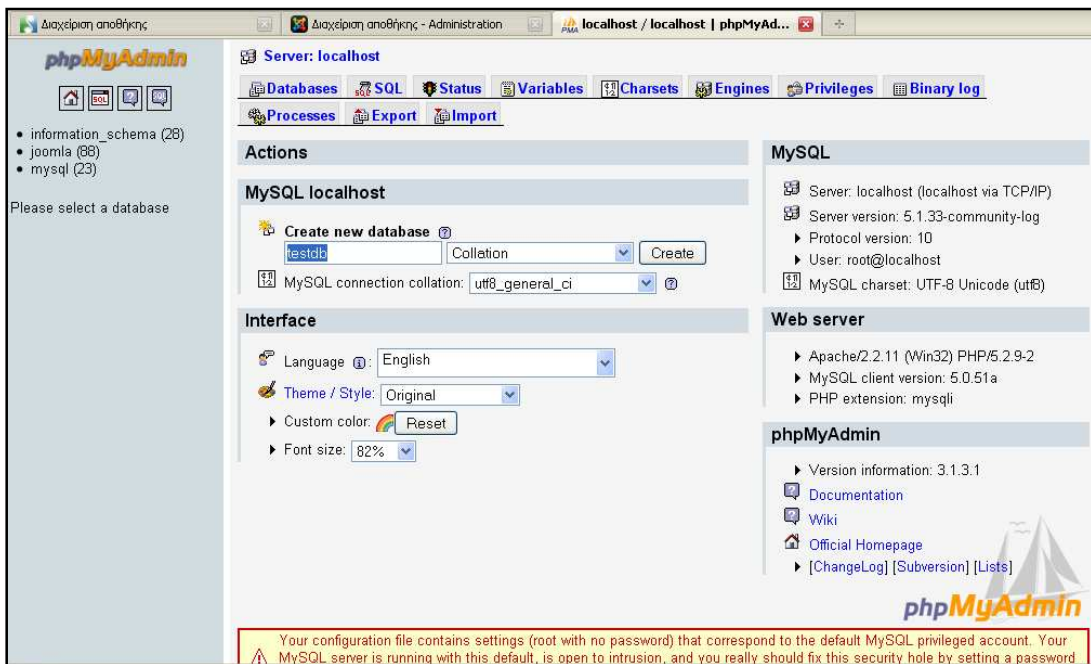 Διαχείριση αποθήκης
Διαχείριση αποθήκης - Administration
localhost / localhost | phpMyAd...
phpMyAdmin
information_schema (28)
joomla (88)
mysql (23)
Please select a database
Server: localhost
Databases SQL Status Variables Charsets Engines Privileges Binary log
Processes Export Import
Actions
MySQL localhost
Create new database
testdb Collation Create
MySQL connection collation: utf8_general_ci
Interface
Language : English
Theme / Style: Original
Custom color: Reset
Font size: 82%
MySQL
Server: localhost (localhost via TCP/IP)
Server version: 5.1.33-community-log
Protocol version: 10
User: root@localhost
MySQL charset: UTF-8 Unicode (utf8)
Web server
Apache/2.2.11 (Win32) PHP/5.2.9-2
MySQL client version: 5.0.51a
PHP extension: mysqli
phpMyAdmin
Version information: 3.1.3.1
Documentation
Wiki
Official Homepage
[ChangeLog] [Subversion] [Lists]
phpMyAdmin
Your configuration file contains settings (root with no password) that correspond to the default MySQL privileged account. Your
MySQL server is running with this default, is open to intrusion, and you really should fix this security hole by setting a password